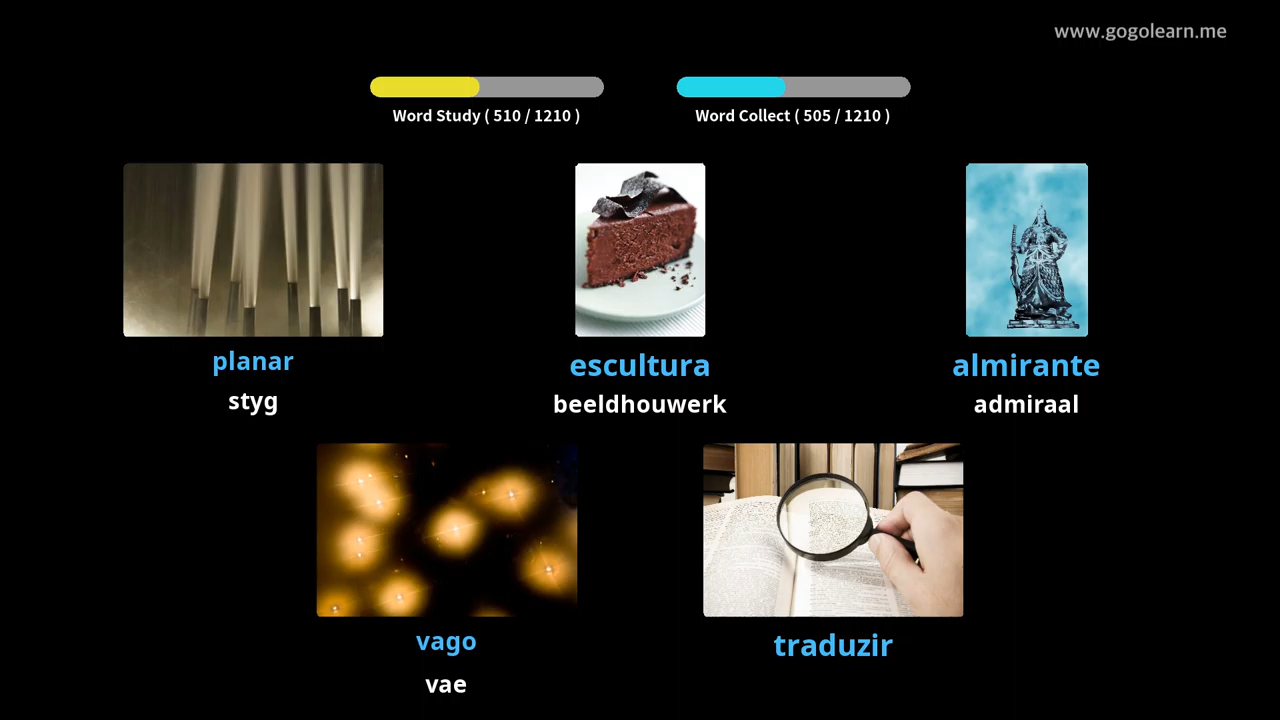 www.gogolearn.me
Word Study ( 510 / 1210 )
Word Collect ( 505 / 1210 )
planar
styg
escultura
beeldhouwerk
almirante
admiraal
vago
vae
traduzir